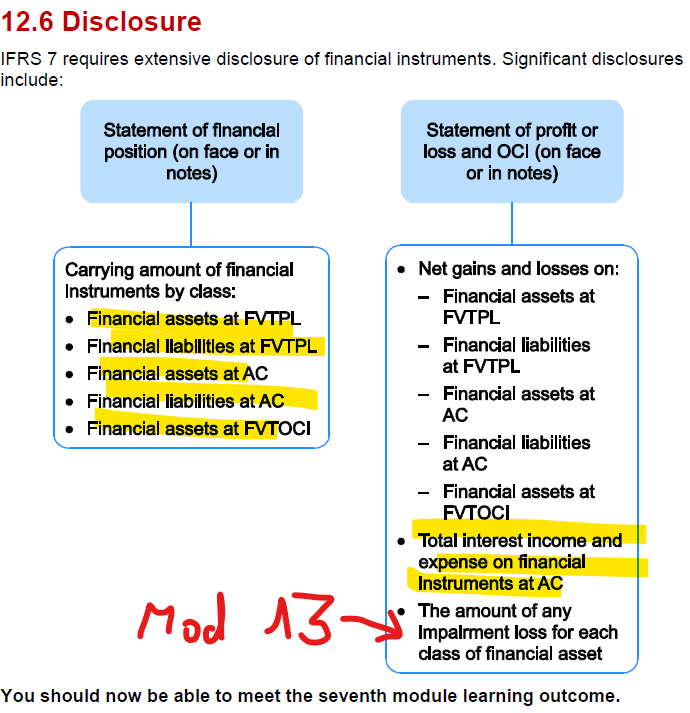 12.6 Disclosure
IFRS 7 requires extensive disclosure of financial instruments. Significant disclosures
include:
Statement of financial
position (on face or in
notes)
Statement of profit or
loss and OCI (on face
or in notes)
Carrying amount of financial
Instruments by class:
• Financial assets at FVTPL
• Financial liabilities at FVTPL
• Financial assets at AC
• Financial liabilities at AC
• Financial assets at FVTOCI
• Net gains and losses on:
– Financial assets at
FVTPL
– Financial liabilities
at FVTPL
– Financial assets at
AC
– Financial liabilities
at AC
– Financial assets at
FVTOCI
• Total interest income and
expense on financial
Instruments at AC
• The amount of any
Impairment loss for each
class of financial asset
Mod 13
You should now be able to meet the seventh module learning outcome.